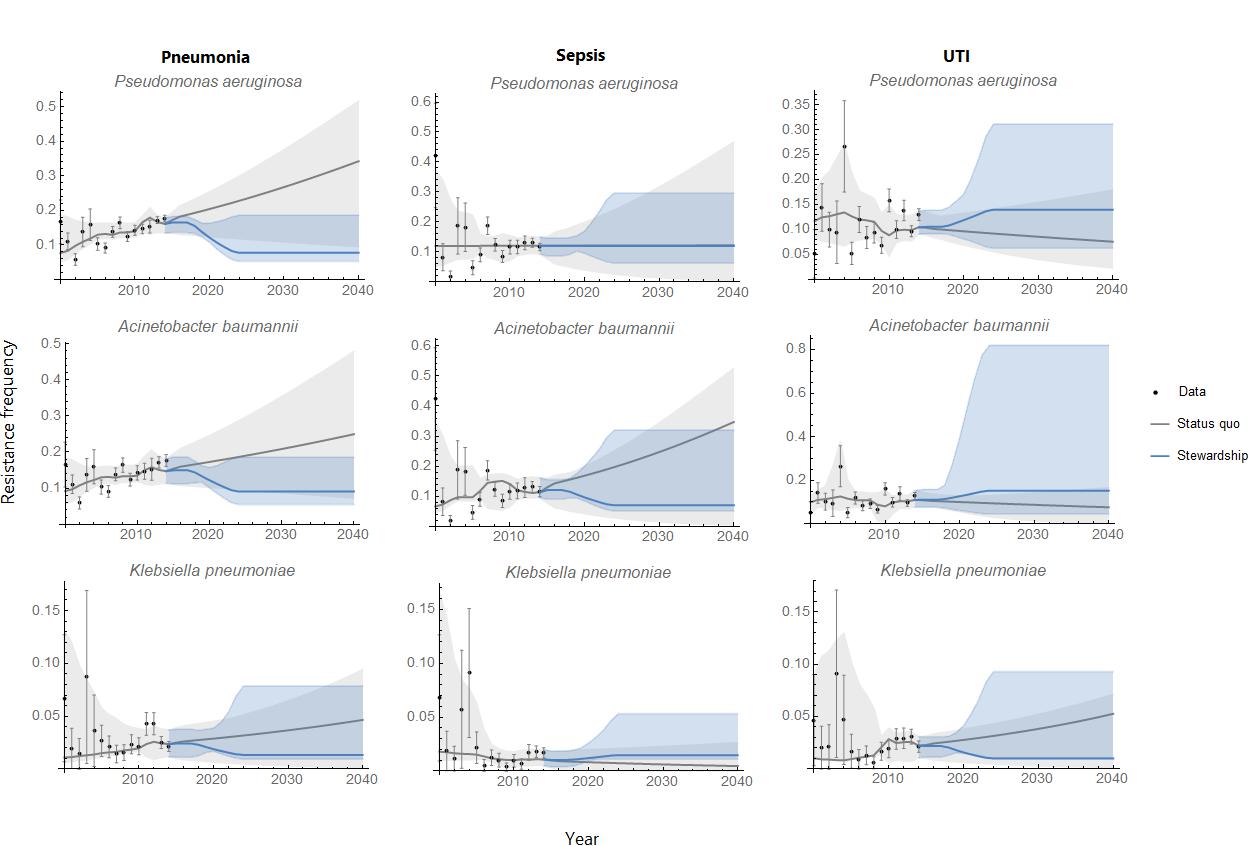 Pneumonia Sepsis UTI
Pseudomonas aeruginosa Pseudomonas aeruginosa Pseudomonas aeruginosa
0.5
0.4
0.3
0.2
0.1
2010 2020 2030 2040
0.6
0.5
0.4
0.3
0.2
0.1
2010 2020 2030 2040
0.35
0.30
0.25
0.20
0.15
0.10
0.05
2010 2020 2030 2040
Acinetobacter baumannii Acinetobacter baumannii Acinetobacter baumannii
0.5
0.4
0.3
0.2
0.1
2010 2020 2030 2040
0.6
0.5
0.4
0.3
0.2
0.1
2010 2020 2030 2040
0.8
0.6
0.4
0.2
2010 2020 2030 2040
Klebsiella pneumoniae Klebsiella pneumoniae Klebsiella pneumoniae
0.15
0.10
0.05
2010 2020 2030 2040
0.15
0.10
0.05
2010 2020 2030 2040
0.15
0.10
0.05
2010 2020 2030 2040
Resistance frequency
Year
Data
Status quo
Stewardship